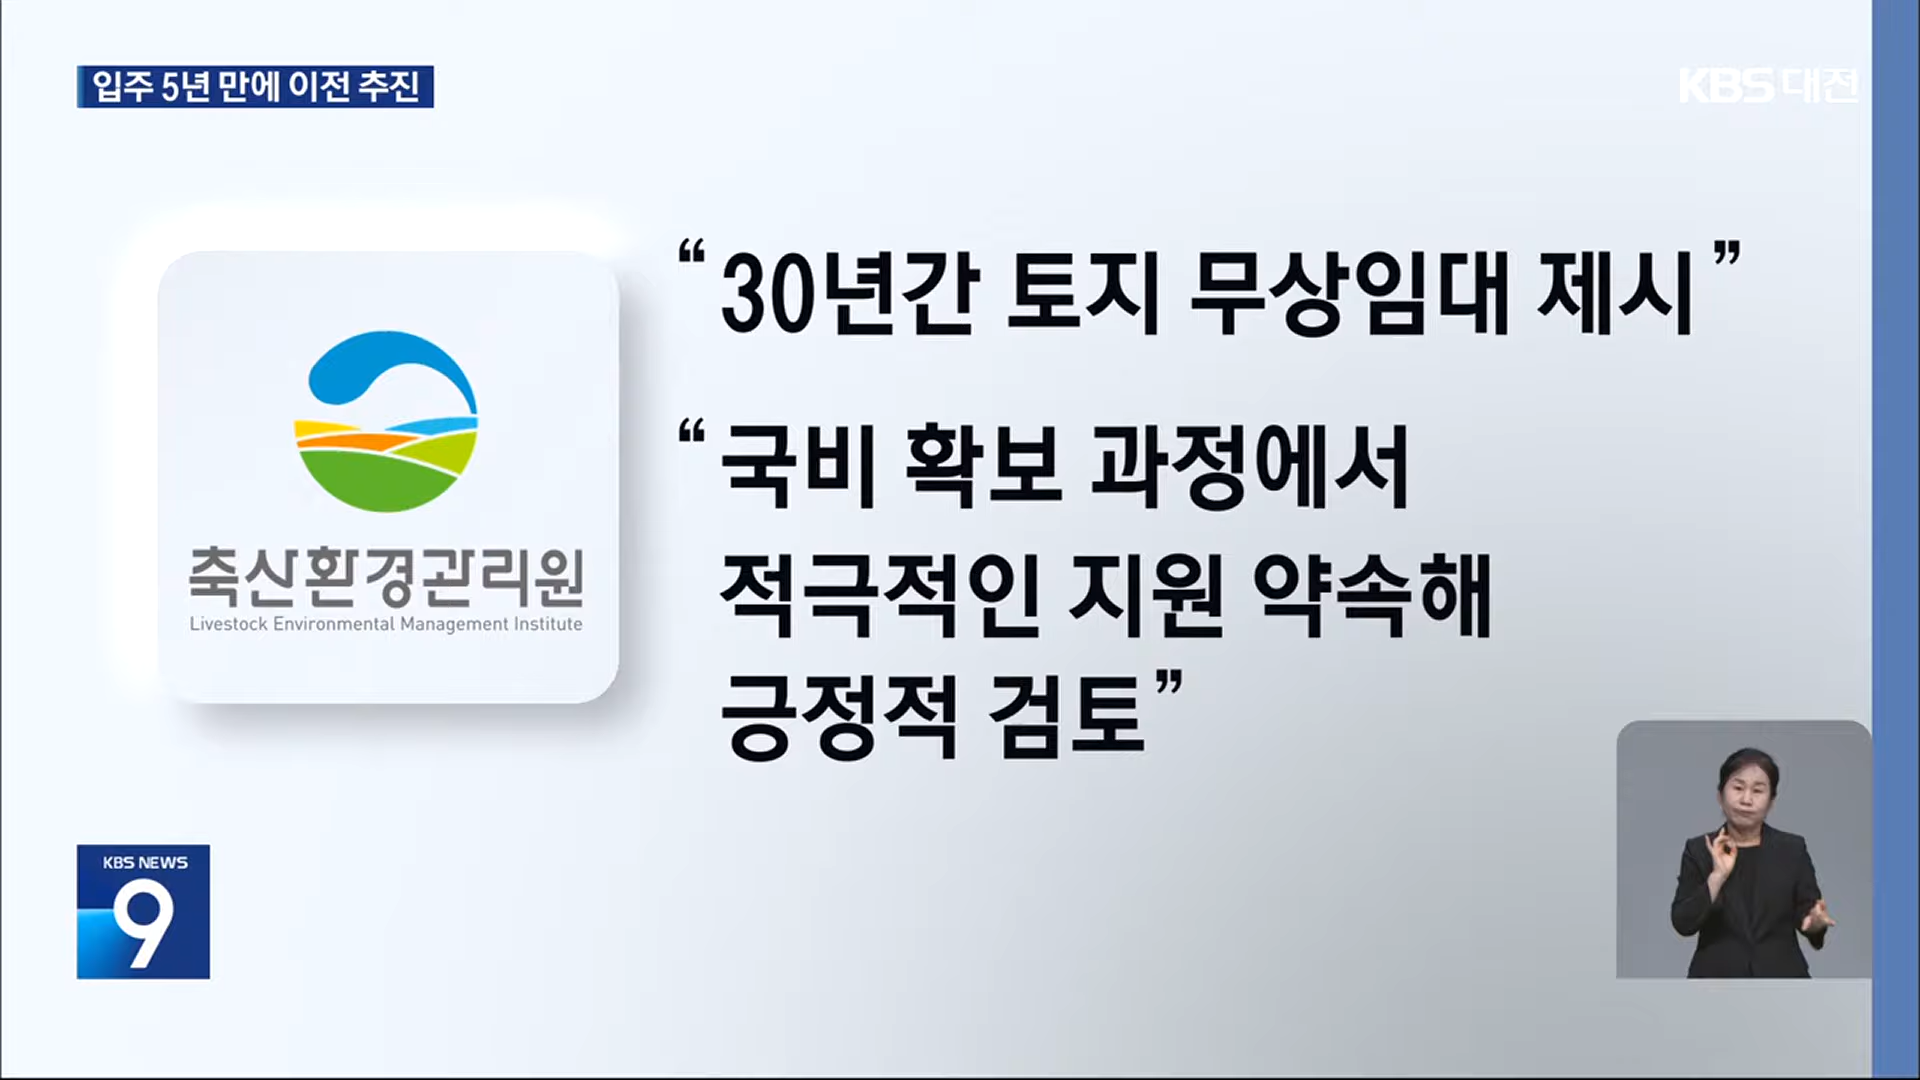 입주 5년 만에 이전 추진
KBS 대전
“30년간 토지 무상임대 제시”
“국비 확보 과정에서
적극적인 지원 약속해
긍정적 검토”
축산환경관리원
Livestock Environmental Management Institute
KBS NEWS
9